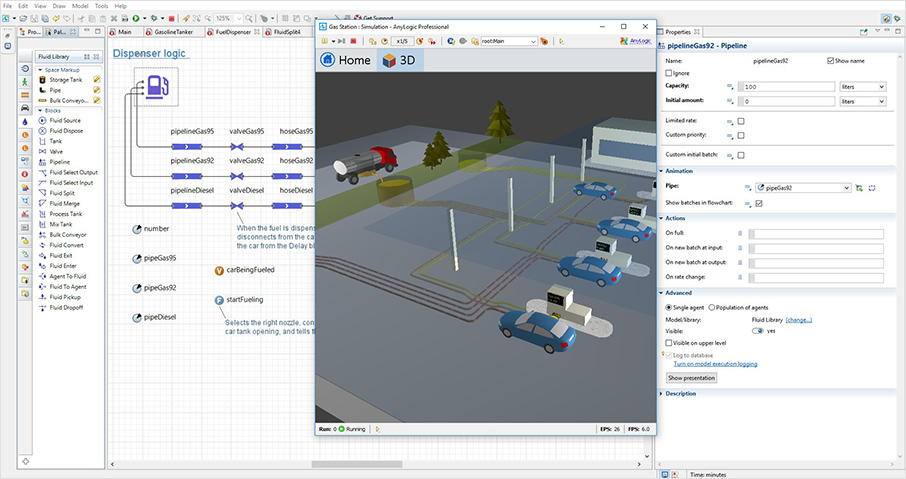 File Edit View Draw Model Tools Help
125%
Get Support
Pro...
Pal...
Main
GasolineTanker
FuelDispenser
FluidSplit4
Fluid Library
Space Markup
Storage Tank
Pipe
Bulk Conveyo...
Blocks
Fluid Source
Fluid Dispose
Tank
Valve
Pipeline
Fluid Select Output
Fluid Select Input
Fluid Split
Fluid Merge
Process Tank
Mix Tank
Bulk Conveyor
Fluid Convert
Fluid Exit
Fluid Enter
Agent To Fluid
Fluid To Agent
Fluid Pickup
Fluid Dropoff
Dispenser logic
pipelineGas95 valveGas95 hoseGas95
pipelineGas92 valveGas92 hoseGas92
pipelineDiesel valveDiesel hoseDiesel
number
When the fuel is dispens
disconnects from the ca
the car from the Delay bl
pipeGas95
carBeingFueled
pipeGas92
startFueling
pipeDiesel
Selects the right nozzle, con
car tank opening, and tells th
Gas Station : Simulation - AnyLogic Professional
x1/5
root:Main
AnyLogic
Home
3D
Run: 0 Running
EPS: 26
FPS: 6.0
Properties
pipelineGas92 - Pipeline
Name: pipelineGas92 Show name
Ignore
Capacity: 100 liters
Initial amount: 0 liters
Limited rate:
Custom priority:
Custom initial batch:
Animation
Pipe: pipeGas92
Show batches in flowchart:
Actions
On full:
On new batch at input:
On new batch at output:
On rate change:
Advanced
Single agent Population of agents
Model/library: Fluid Library (change...)
Visible: yes
Visible on upper level
Log to database
Turn on model execution logging
Show presentation
Description
Time: minutes